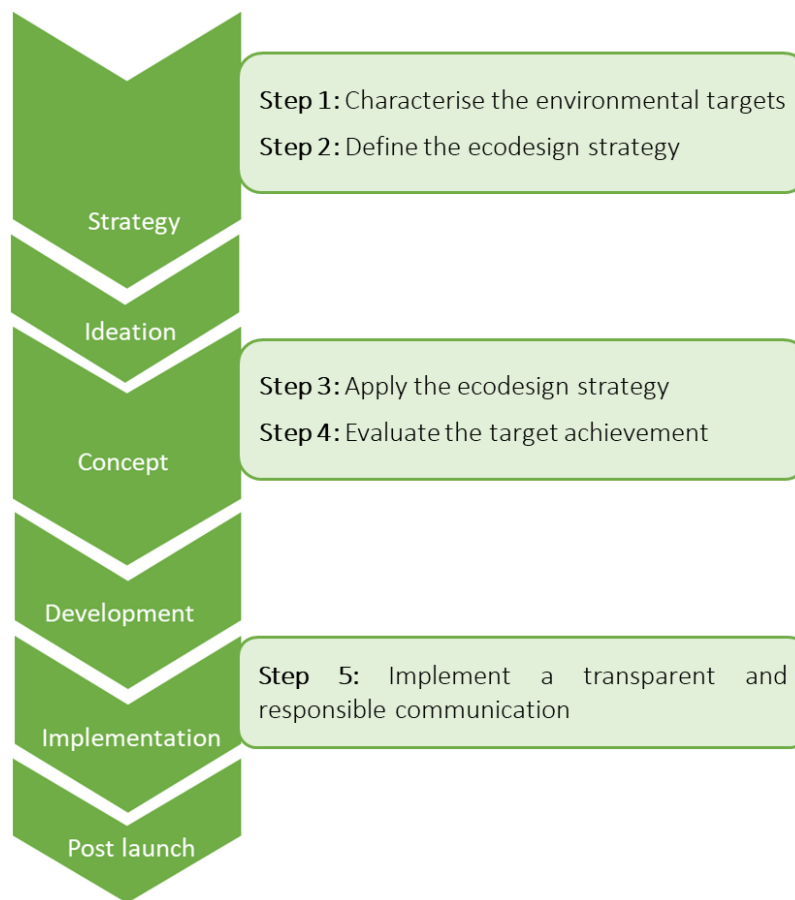 Step 1: Characterise the environmental targets
Step 2: Define the ecodesign strategy
Strategy
Ideation
Step 3: Apply the ecodesign strategy
Step 4: Evaluate the target achievement
Concept
Development
Step 5: Implement a transparent and
responsible communication
Implementation
Post launch